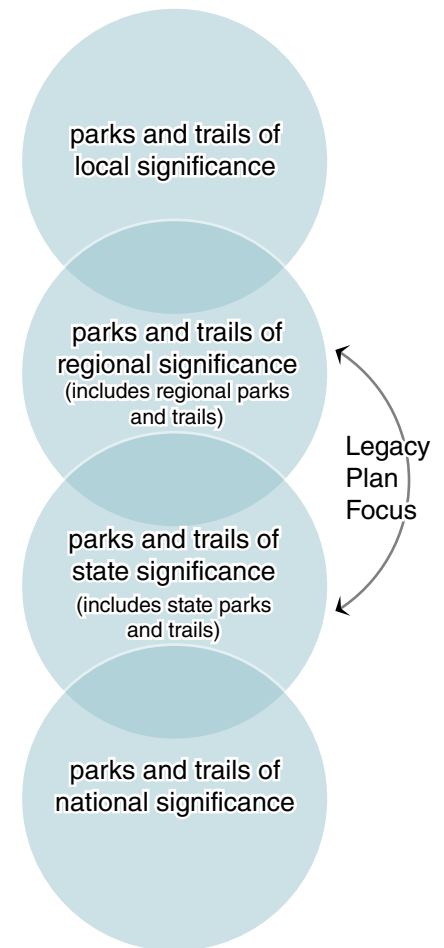 parks and trails of
local significance
parks and trails of
regional significance
(includes regional parks
and trails)
Legacy
Plan
Focus
parks and trails of
state significance
(includes state parks
and trails)
parks and trails of
national significance